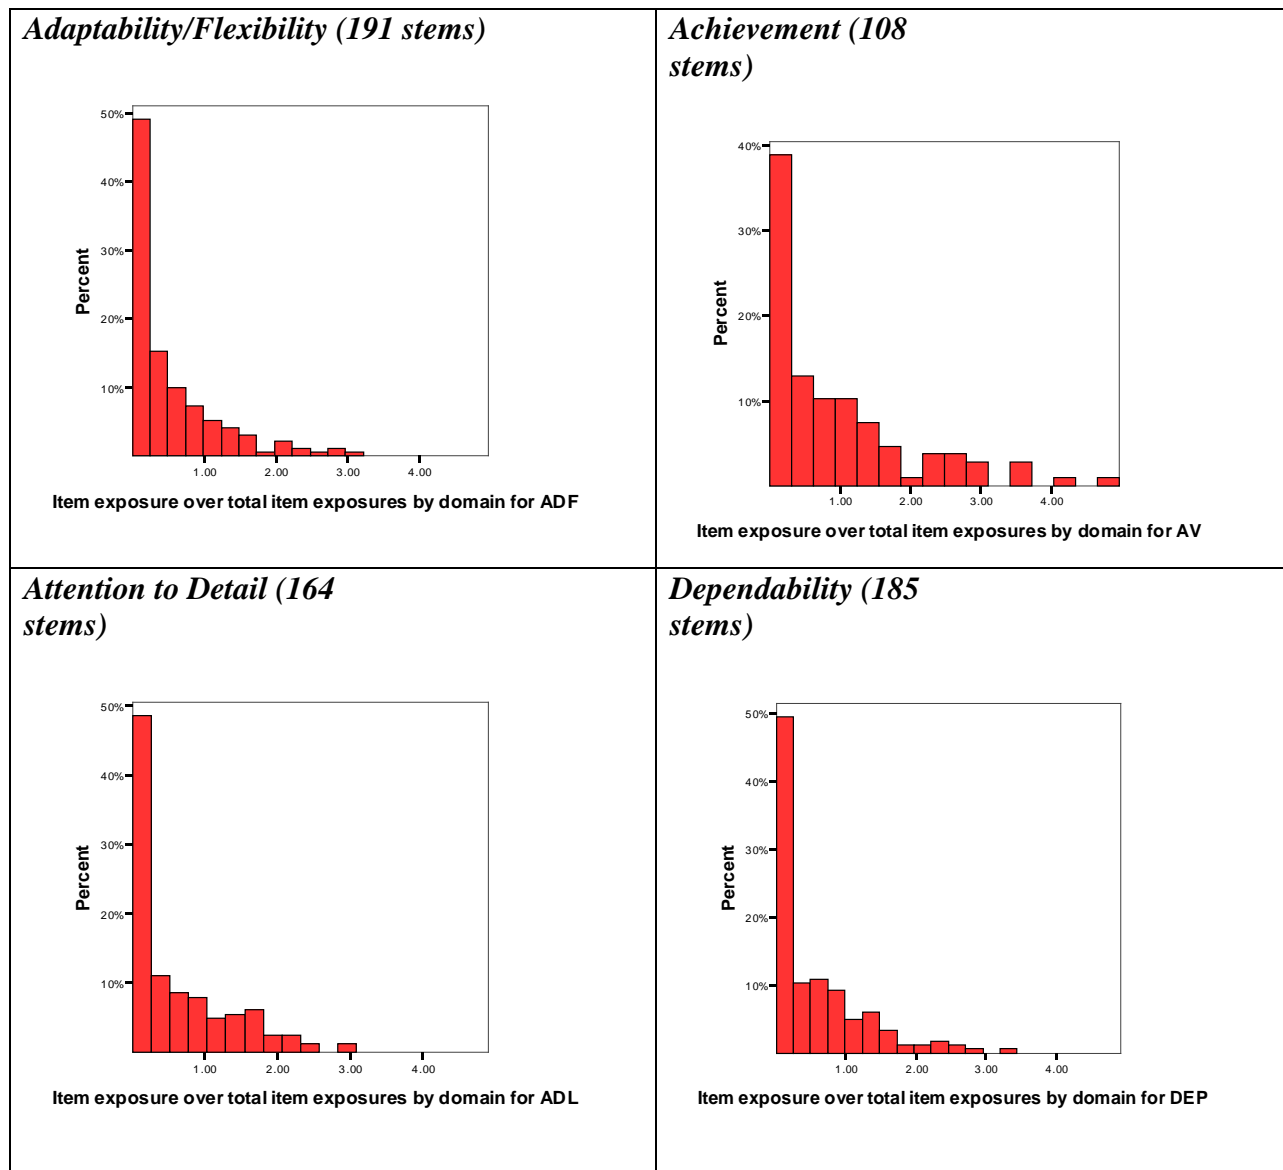 Adaptability/Flexibility (191 stems)
50%
40%
30%
20%
10%
Percent
1.00 2.00 3.00 4.00
Item exposure over total item exposures by domain for ADF
Achievement (108
stems)
40%
30%
20%
10%
Percent
1.00 2.00 3.00 4.00
Item exposure over total item exposures by domain for AV
Attention to Detail (164
stems)
50%
40%
30%
20%
10%
Percent
1.00 2.00 3.00 4.00
Item exposure over total item exposures by domain for ADL
Dependability (185
stems)
50%
40%
30%
20%
10%
Percent
1.00 2.00 3.00 4.00
Item exposure over total item exposures by domain for DEP